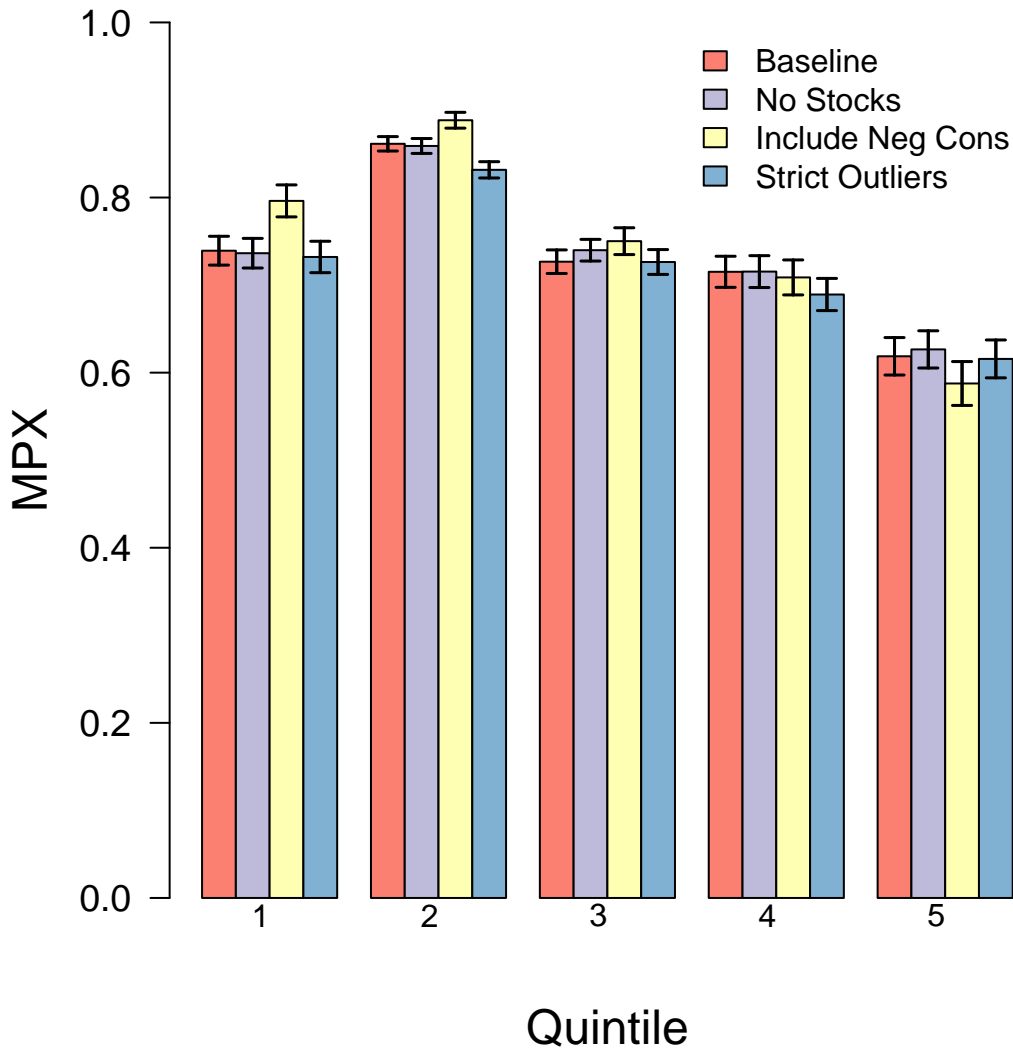 1.0
0.8
0.6
0.4
0.2
0.0
MPX
Baseline
No Stocks
Include Neg Cons
Strict Outliers
1 2 3 4 5
Quintile